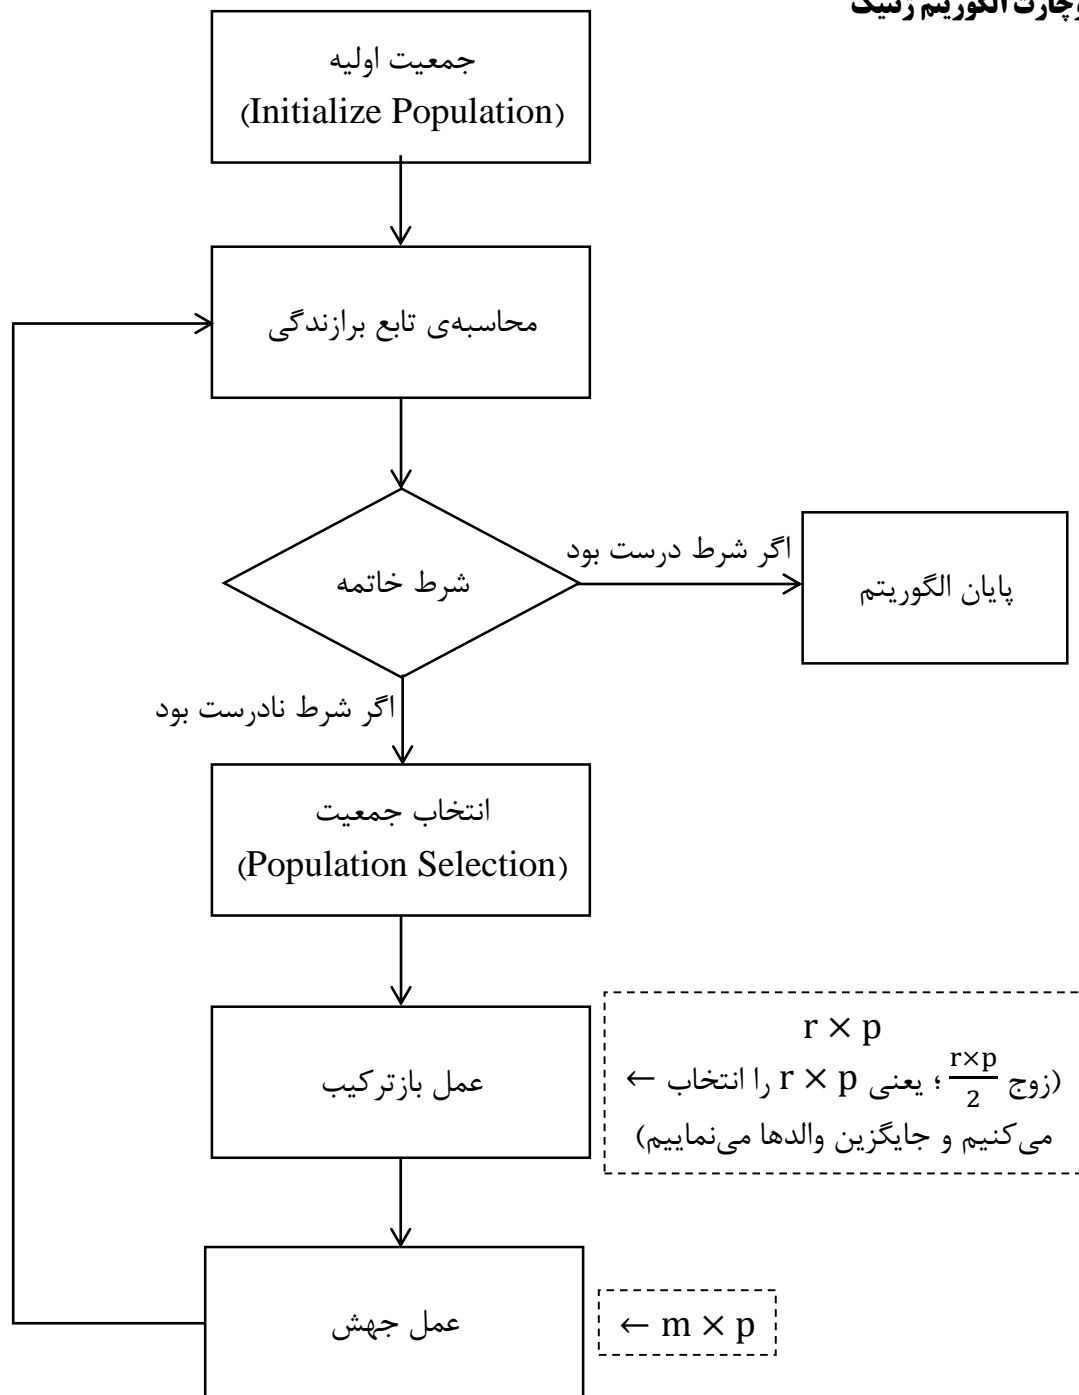 الگوریتم ژنتیک
جمعیت اولیه
(Initialize Population)
محاسبه‌ی تابع برازندگی
شرط خاتمه
اگر شرط درست بود
پایان الگوریتم
اگر شرط نادرست بود
انتخاب جمعیت
(Population Selection)
عمل بازترکیب
r × p
(زوج r×p/2 ؛ یعنی r × p را انتخاب ←
می‌کنیم و جایگزین والدها می‌نماییم)
عمل جهش
← m × p